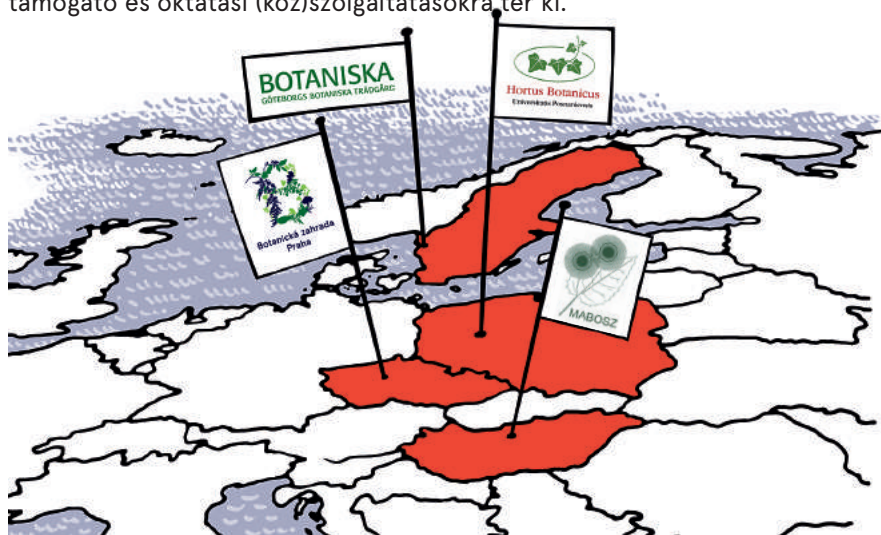 támogató és oktatási (köz)szolgáltatásokra tér ki.
BOTANISKA
GÖTEBORGS BOTANISKA TRÄDGÅRD
Hortus Botanicus
Botanická zahrada
Praha
MABOSZ